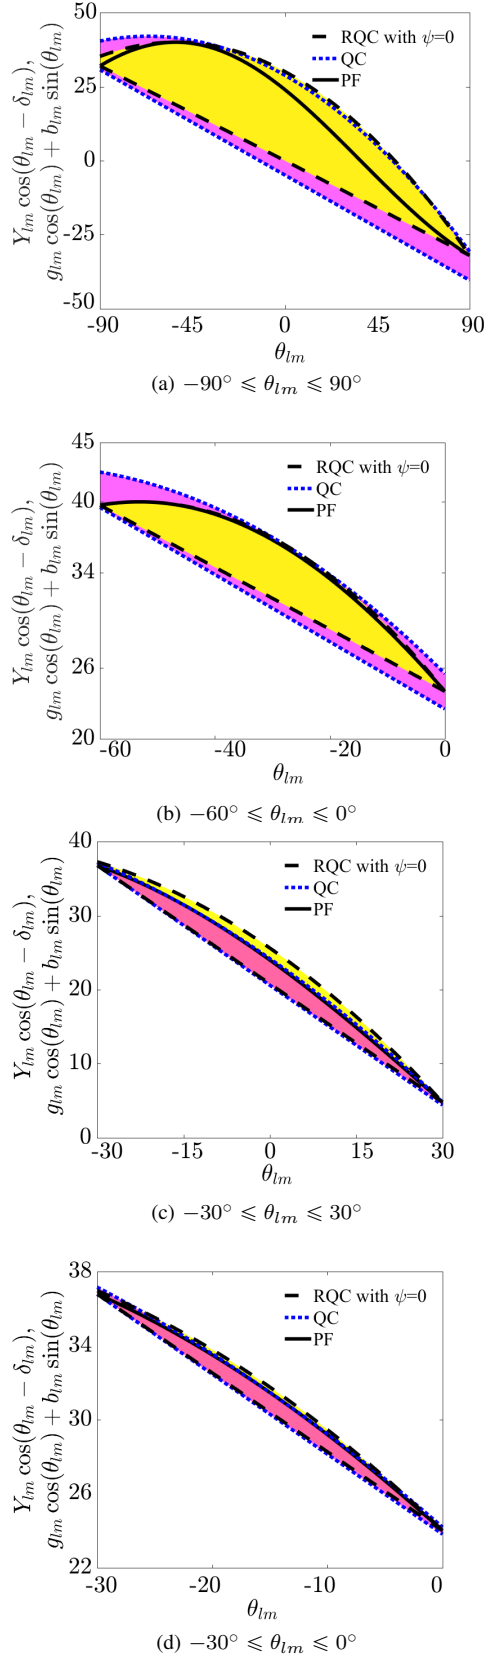 50
25
0
-25
-50
-90
-45
0
45
90
Y_{lm} cos(θ_{lm} − δ_{lm}),
g_{lm} cos(θ_{lm}) + b_{lm} sin(θ_{lm})
RQC with ψ=0
QC
PF
θ_{lm}
(a) −90° ⩽ θ_{lm} ⩽ 90°
45
40
34
26
20
-60
-40
-20
0
Y_{lm} cos(θ_{lm} − δ_{lm}),
g_{lm} cos(θ_{lm}) + b_{lm} sin(θ_{lm})
RQC with ψ=0
QC
PF
θ_{lm}
(b) −60° ⩽ θ_{lm} ⩽ 0°
40
30
20
10
0
-30
-15
0
15
30
Y_{lm} cos(θ_{lm} − δ_{lm}),
g_{lm} cos(θ_{lm}) + b_{lm} sin(θ_{lm})
RQC with ψ=0
QC
PF
θ_{lm}
(c) −30° ⩽ θ_{lm} ⩽ 30°
38
34
30
26
22
-30
-20
-10
0
Y_{lm} cos(θ_{lm} − δ_{lm}),
g_{lm} cos(θ_{lm}) + b_{lm} sin(θ_{lm})
RQC with ψ=0
QC
PF
θ_{lm}
(d) −30° ⩽ θ_{lm} ⩽ 0°